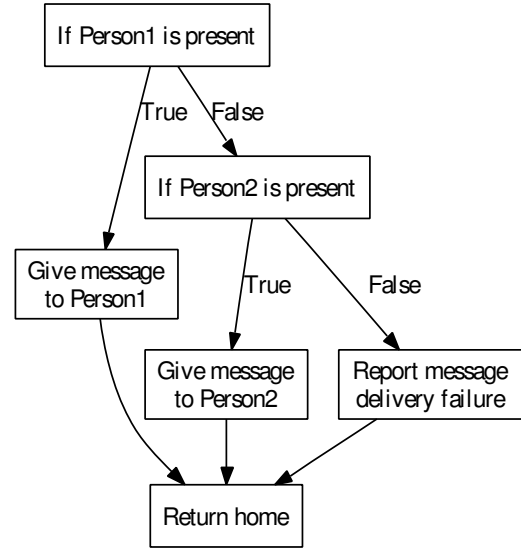 If Person1 is present
True
False
If Person2 is present
Give message
to Person1
True
False
Give message
to Person2
Report message
delivery failure
Return home